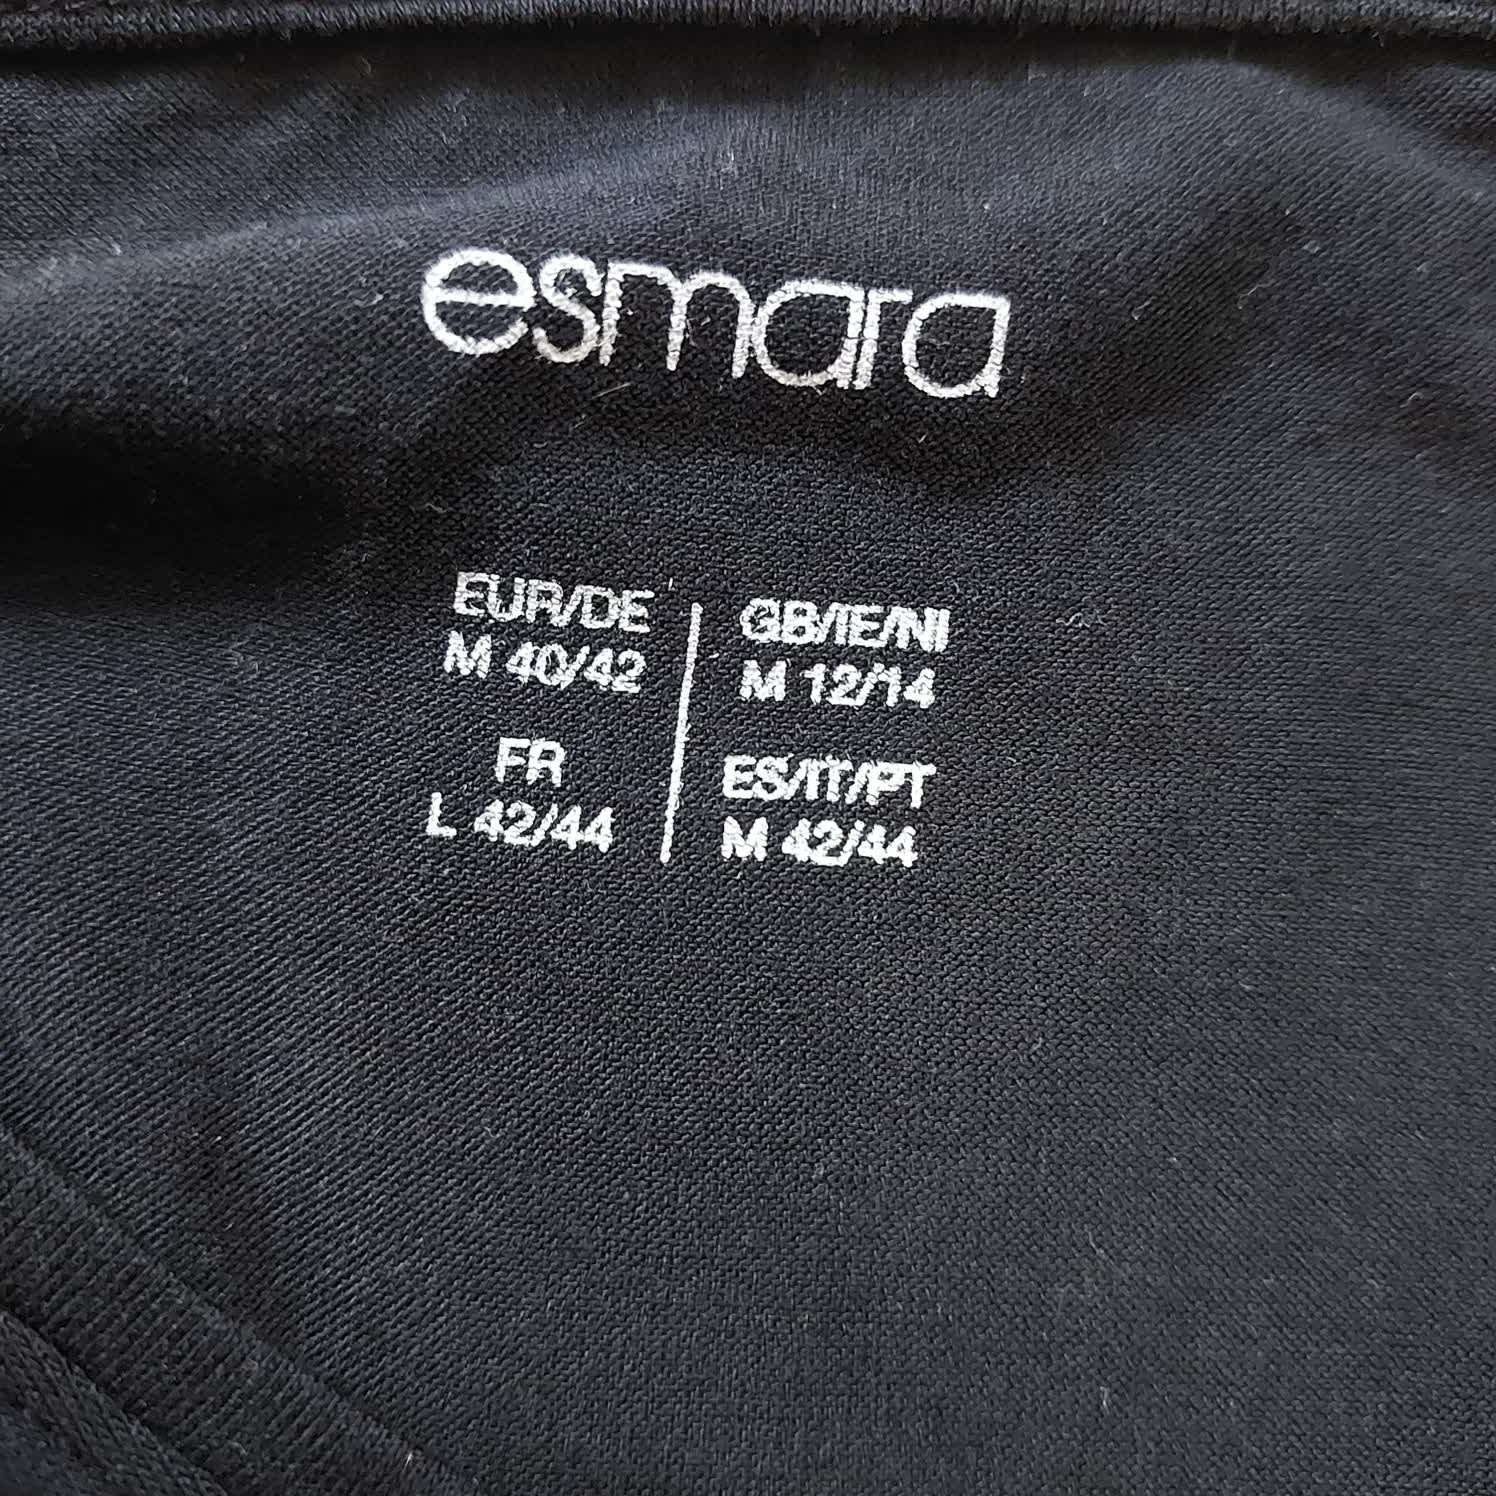 esmara
EUR/DE
M 40/42
FR
L 42/44
GB/IE/NI
M 12/14
ES/IT/PT
M 42/44